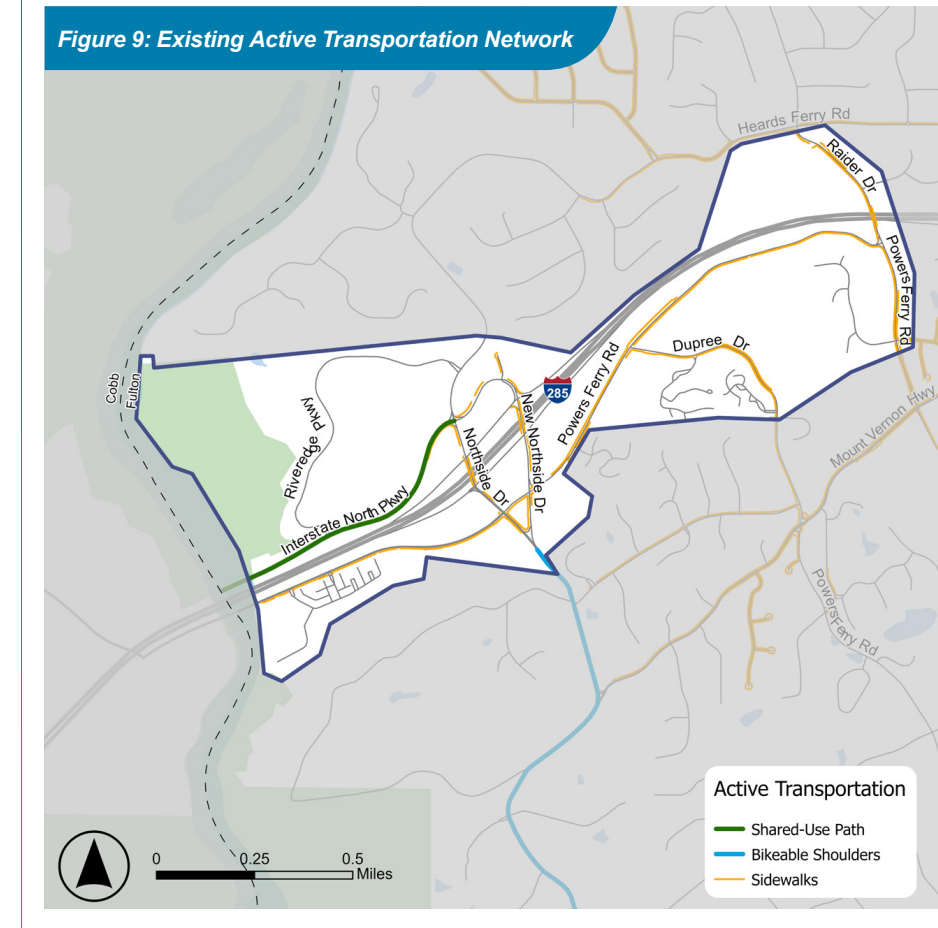 Figure 9: Existing Active Transportation Network
Heards Ferry Rd
Raider Dr
Powers Ferry Rd
Dupree Dr
Powers Ferry Rd
285
Cobb
Fulton
Riveredge Pkwy
New Northside Dr
Northside Dr
Interstate North Pkwy
Mount Vernon Hwy
Powers Ferry Rd
Active Transportation
Shared-Use Path
Bikeable Shoulders
Sidewalks
0 0.25 0.5
Miles